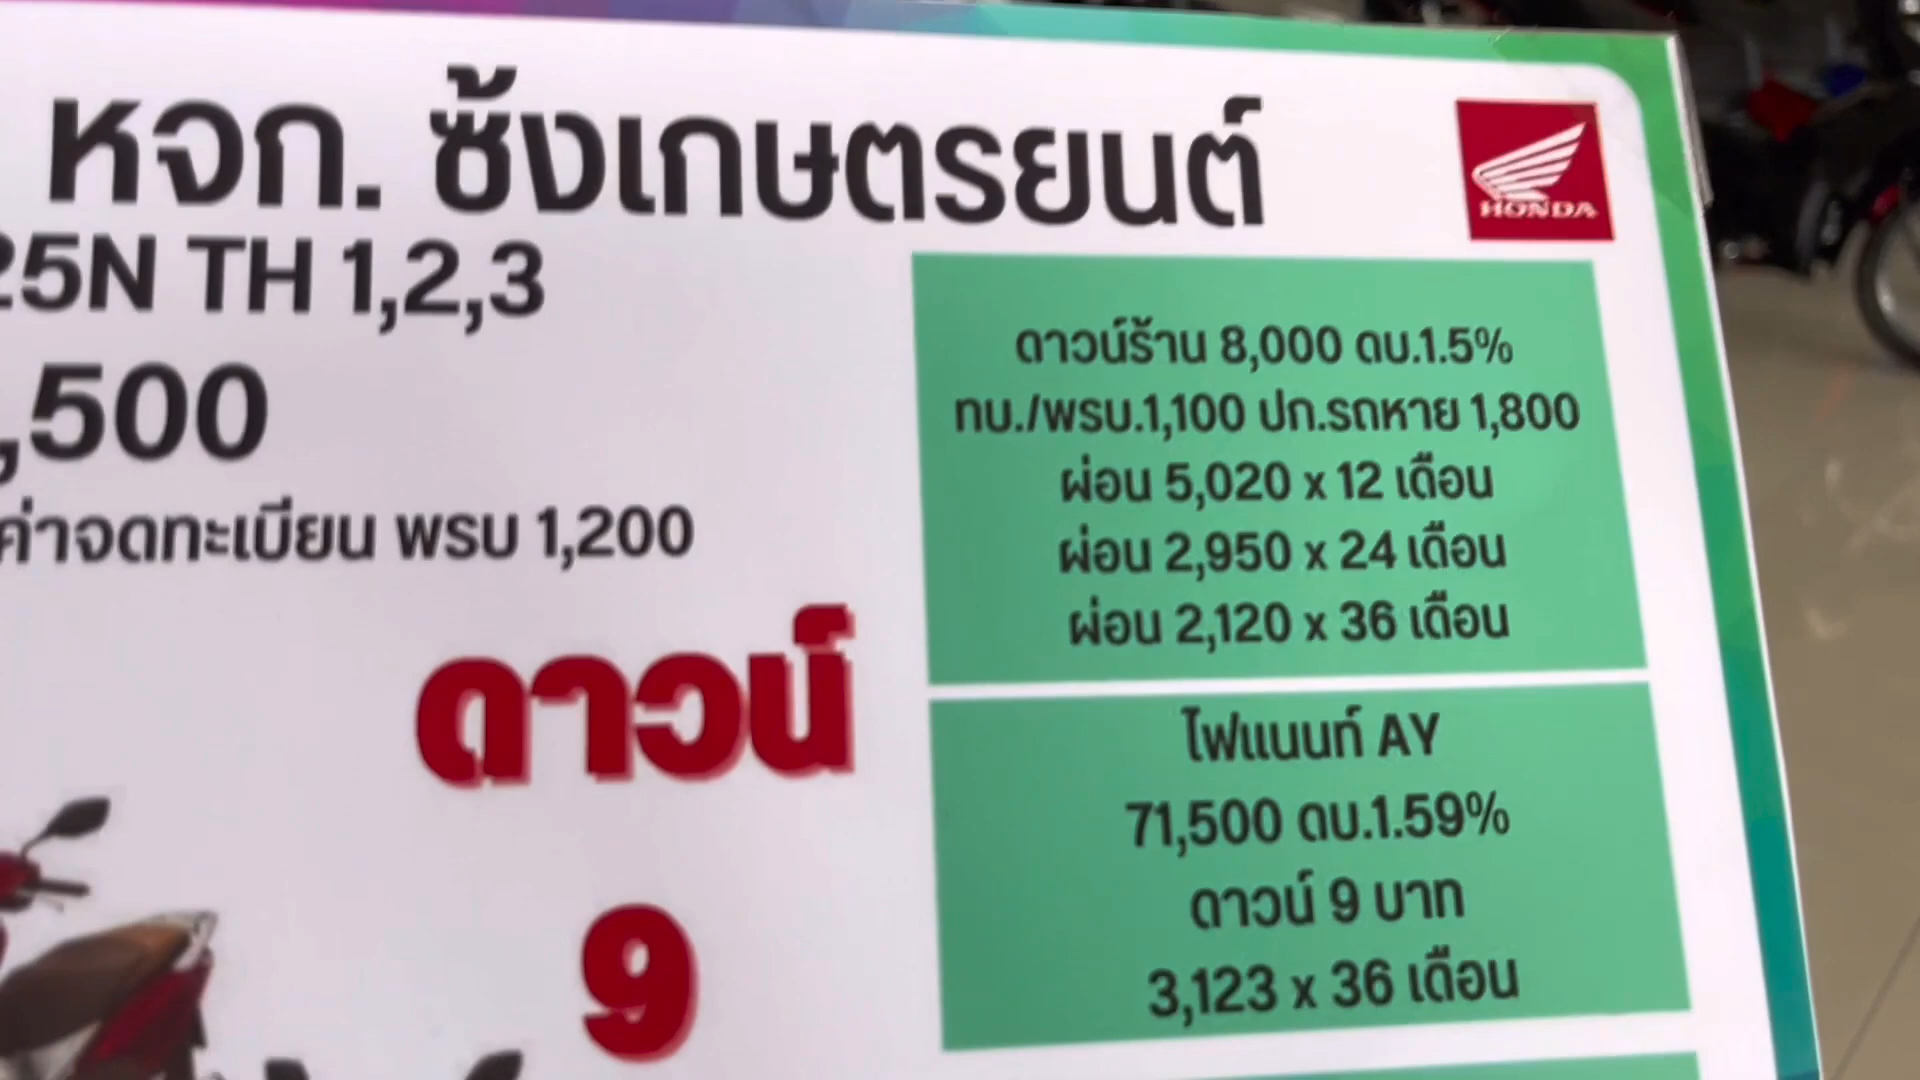 หจก. ซ้งเกษตรยนต์
HONDA
25N TH 1,2,3
,500
ค่าจดทะเบียน พรบ 1,200
ดาวน์
9
ดาวน์ร้าน 8,000 ดบ.1.5%
ทบ./พรบ.1,100 ปก.รถหาย 1,800
ผ่อน 5,020 x 12 เดือน
ผ่อน 2,950 x 24 เดือน
ผ่อน 2,120 x 36 เดือน
ไฟแนนท์ AY
71,500 ดบ.1.59%
ดาวน์ 9 บาท
3,123 x 36 เดือน